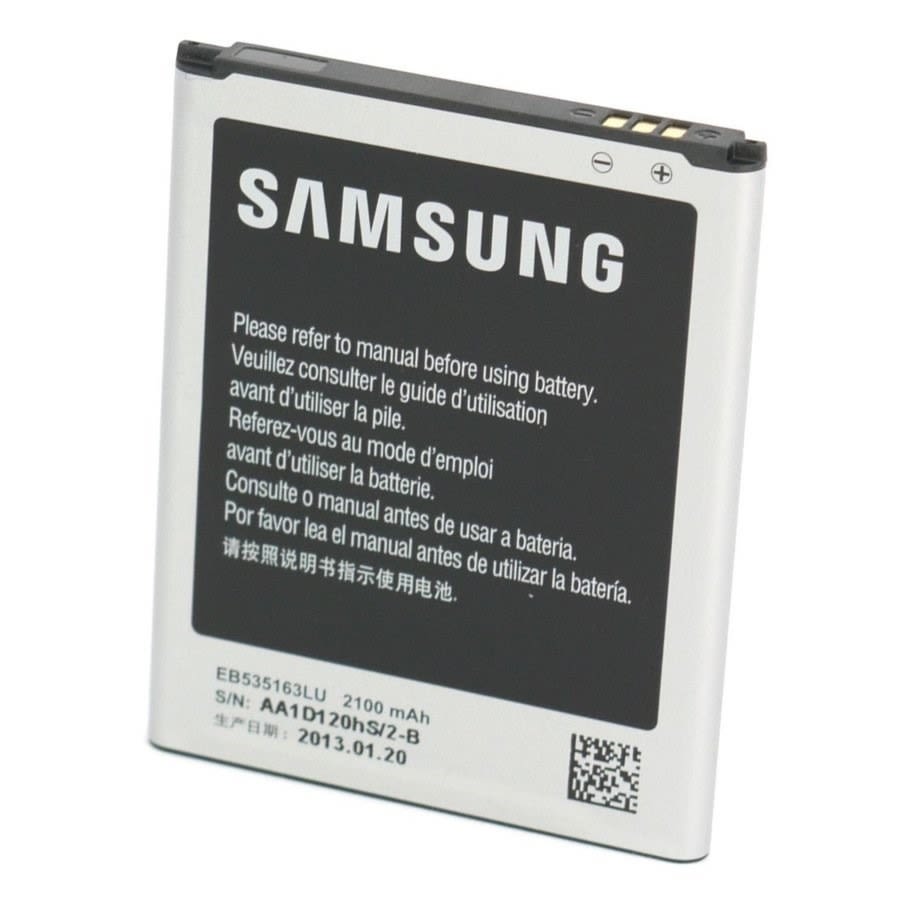 SAMSUNG
Please refer to manual before using battery.
Veuillez consulter le guide d'utilisation
avant d'utiliser la pile.
Referez-vous au mode d'emploi
avant d'utiliser la batterie.
Consulte o manual antes de usar a bateria.
Por favor lea el manual antes de utilizar la batería.
请按照说明书指示使用电池.
EB535163LU 2100 mAh
S/N: AA1D120hS/2-B
生产日期: 2013.01.20